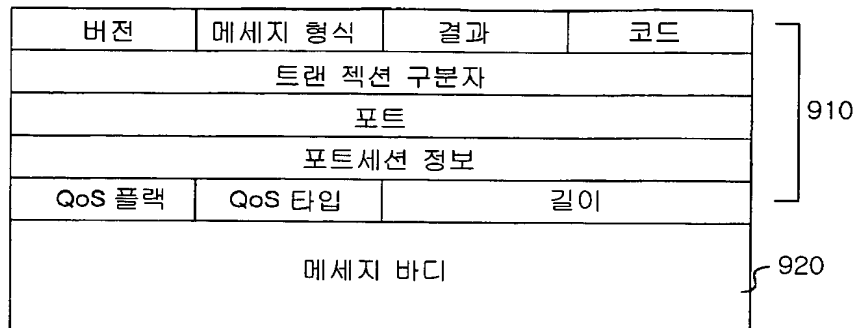 버전 메세지 형식 결과 코드
트랜 젝션 구분자
포트
포트세션 정보
910
QoS 플랙 QoS 타입 길이
메세지 바디
920